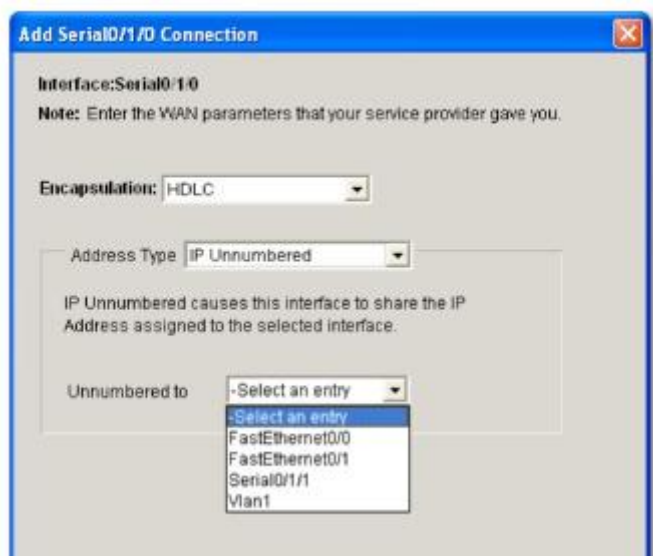 Add Serial0/1/0 Connection
Interface:Serial0/1/0
Note: Enter the WAN parameters that your service provider gave you.
Encapsulation: HDLC
Address Type IP Unnumbered
IP Unnumbered causes this interface to share the IP
Address assigned to the selected interface.
Unnumbered to -Select an entry
-Select an entry
FastEthernet0/0
FastEthernet0/1
Serial0/1/1
Vlan1